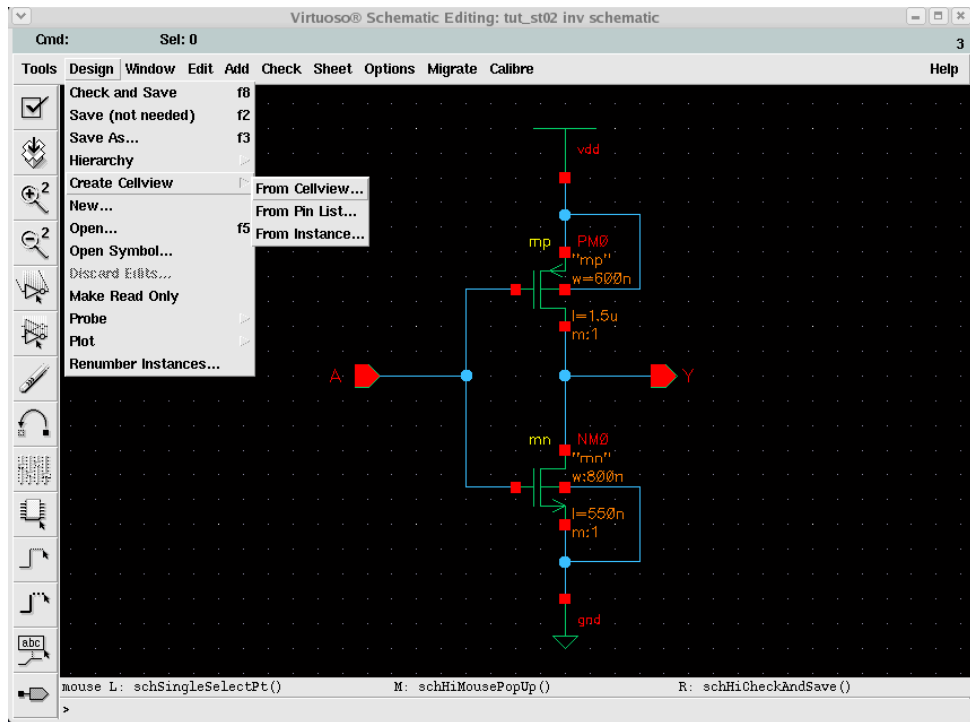 Virtuoso® Schematic Editing: tut_st02 inv schematic
Cmd: Sel: 0
3
Tools Design Window Edit Add Check Sheet Options Migrate Calibre Help
Check and Save f8
Save (not needed) f2
Save As... f3
Hierarchy
Create Cellview
New...
Open... f5
Open Symbol...
Discard Edits...
Make Read Only
Probe
Plot
Renumber Instances...
From Cellview...
From Pin List...
From Instance...
2
2
abc
vdd
mp PM0
"mp"
w=600n
l=1.5u
m:1
A
Y
mn NM0
"mn"
w:800n
l=550n
m:1
gnd
mouse L: schSingleSelectPt() M: schHiMousePopUp() R: schHiCheckAndSave()
>